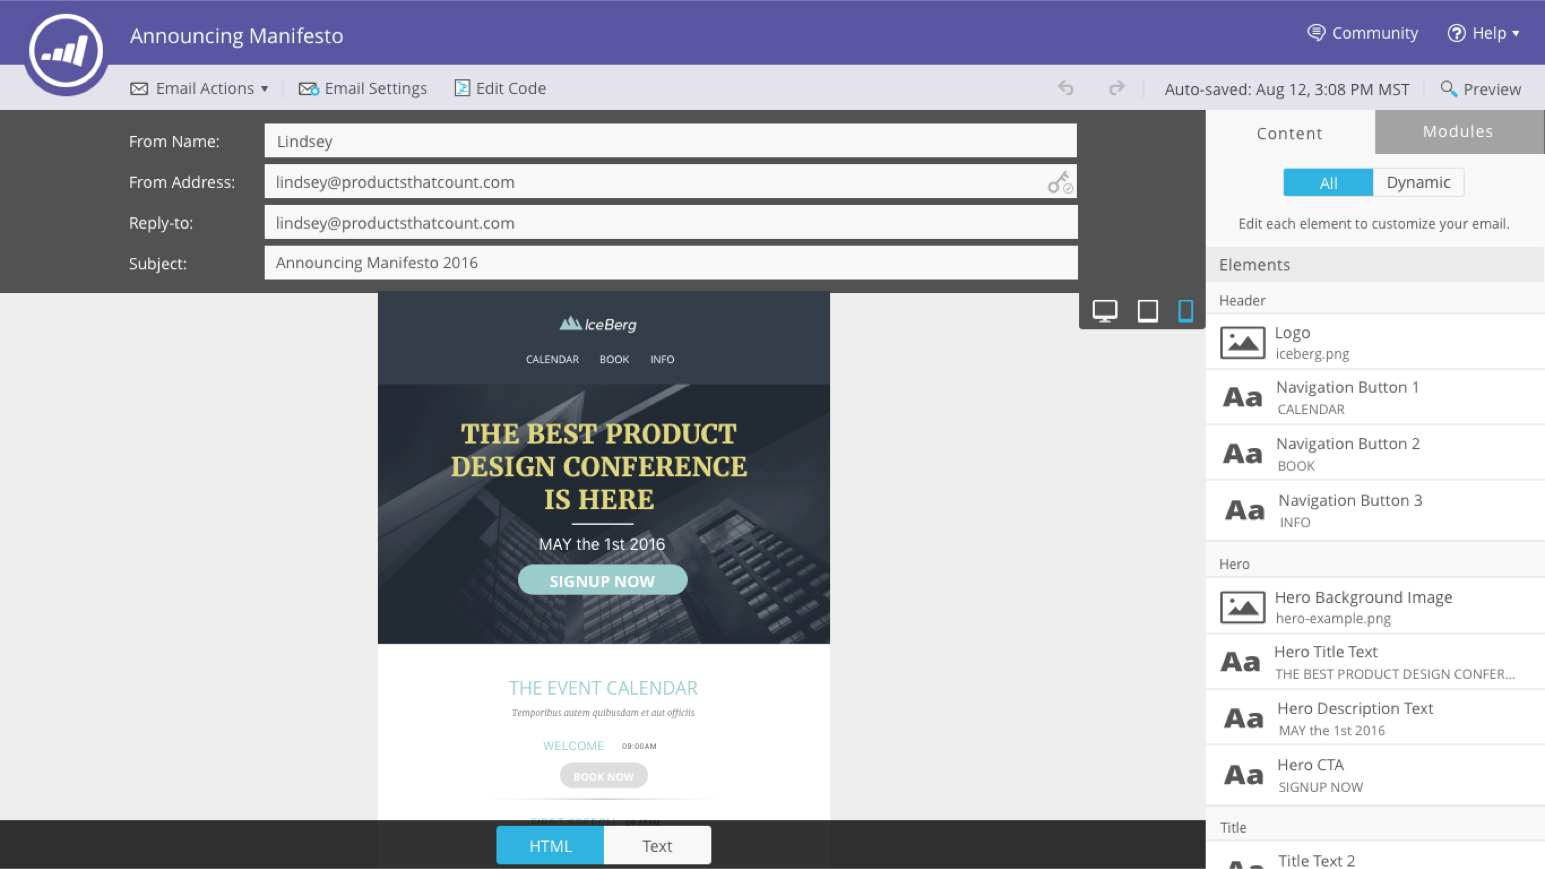 Announcing Manifesto
Community
Help
Email Actions
Email Settings
Edit Code
Auto-saved: Aug 12, 3:08 PM MST
Preview
From Name:
Lindsey
From Address:
lindsey@productsthatcount.com
Reply-to:
lindsey@productsthatcount.com
Subject:
Announcing Manifesto 2016
IceBerg
CALENDAR BOOK INFO
THE BEST PRODUCT
DESIGN CONFERENCE
IS HERE
MAY the 1st 2016
SIGNUP NOW
THE EVENT CALENDAR
Temporibus autem quibusdam et aut officiis
WELCOME 09:00AM
BOOK NOW
FIRST SPEECH
HTML
Text
Content
Modules
All
Dynamic
Edit each element to customize your email.
Elements
Header
Logo
iceberg.png
Aa
Navigation Button 1
CALENDAR
Aa
Navigation Button 2
BOOK
Aa
Navigation Button 3
INFO
Hero
Hero Background Image
hero-example.png
Aa
Hero Title Text
THE BEST PRODUCT DESIGN CONFER...
Aa
Hero Description Text
MAY the 1st 2016
Aa
Hero CTA
SIGNUP NOW
Title
Aa
Title Text 2